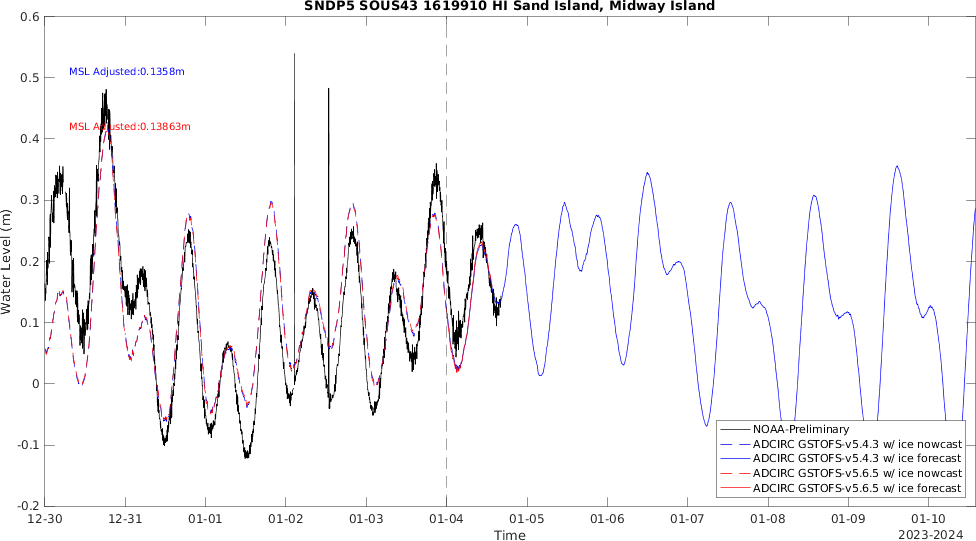 SNDP5 SOUS43 1619910 HI Sand Island, Midway Island
0.6
0.5
0.4
0.3
0.2
0.1
0
-0.1
-0.2
Water Level (m)
MSL Adjusted:0.1358m
MSL Adjusted:0.13863m
NOAA-Preliminary
ADCIRC GSTOFS-v5.4.3 w/ ice nowcast
ADCIRC GSTOFS-v5.4.3 w/ ice forecast
ADCIRC GSTOFS-v5.6.5 w/ ice nowcast
ADCIRC GSTOFS-v5.6.5 w/ ice forecast
12-30 12-31 01-01 01-02 01-03 01-04 01-05 01-06 01-07 01-08 01-09 01-10
Time
2023-2024